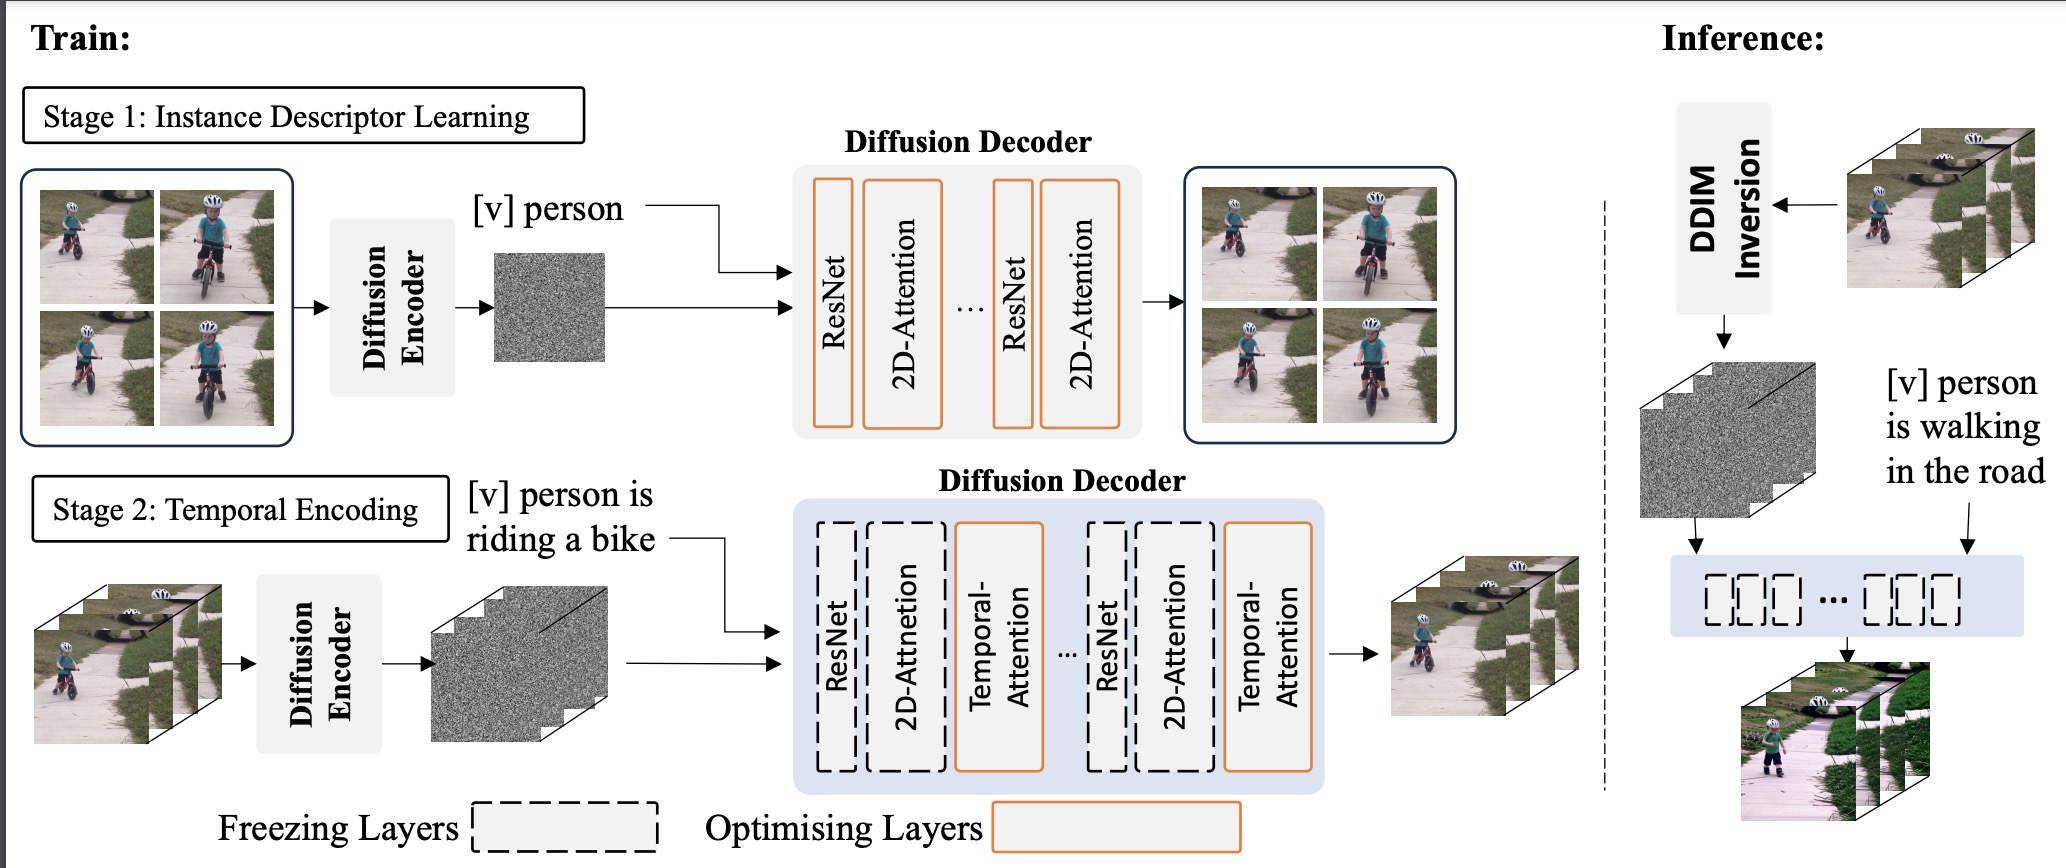 Train:
Inference:
Stage 1: Instance Descriptor Learning
Diffusion
Encoder
[v] person
Diffusion Decoder
ResNet
2D-Attention
...
ResNet
2D-Attention
Stage 2: Temporal Encoding
Diffusion
Encoder
[v] person is
riding a bike
Diffusion Decoder
ResNet
2D-Attnetion
Temporal-
Attention
...
ResNet
2D-Attention
Temporal-
Attention
Freezing Layers
Optimising Layers
DDIM
Inversion
[v] person
is walking
in the road
...